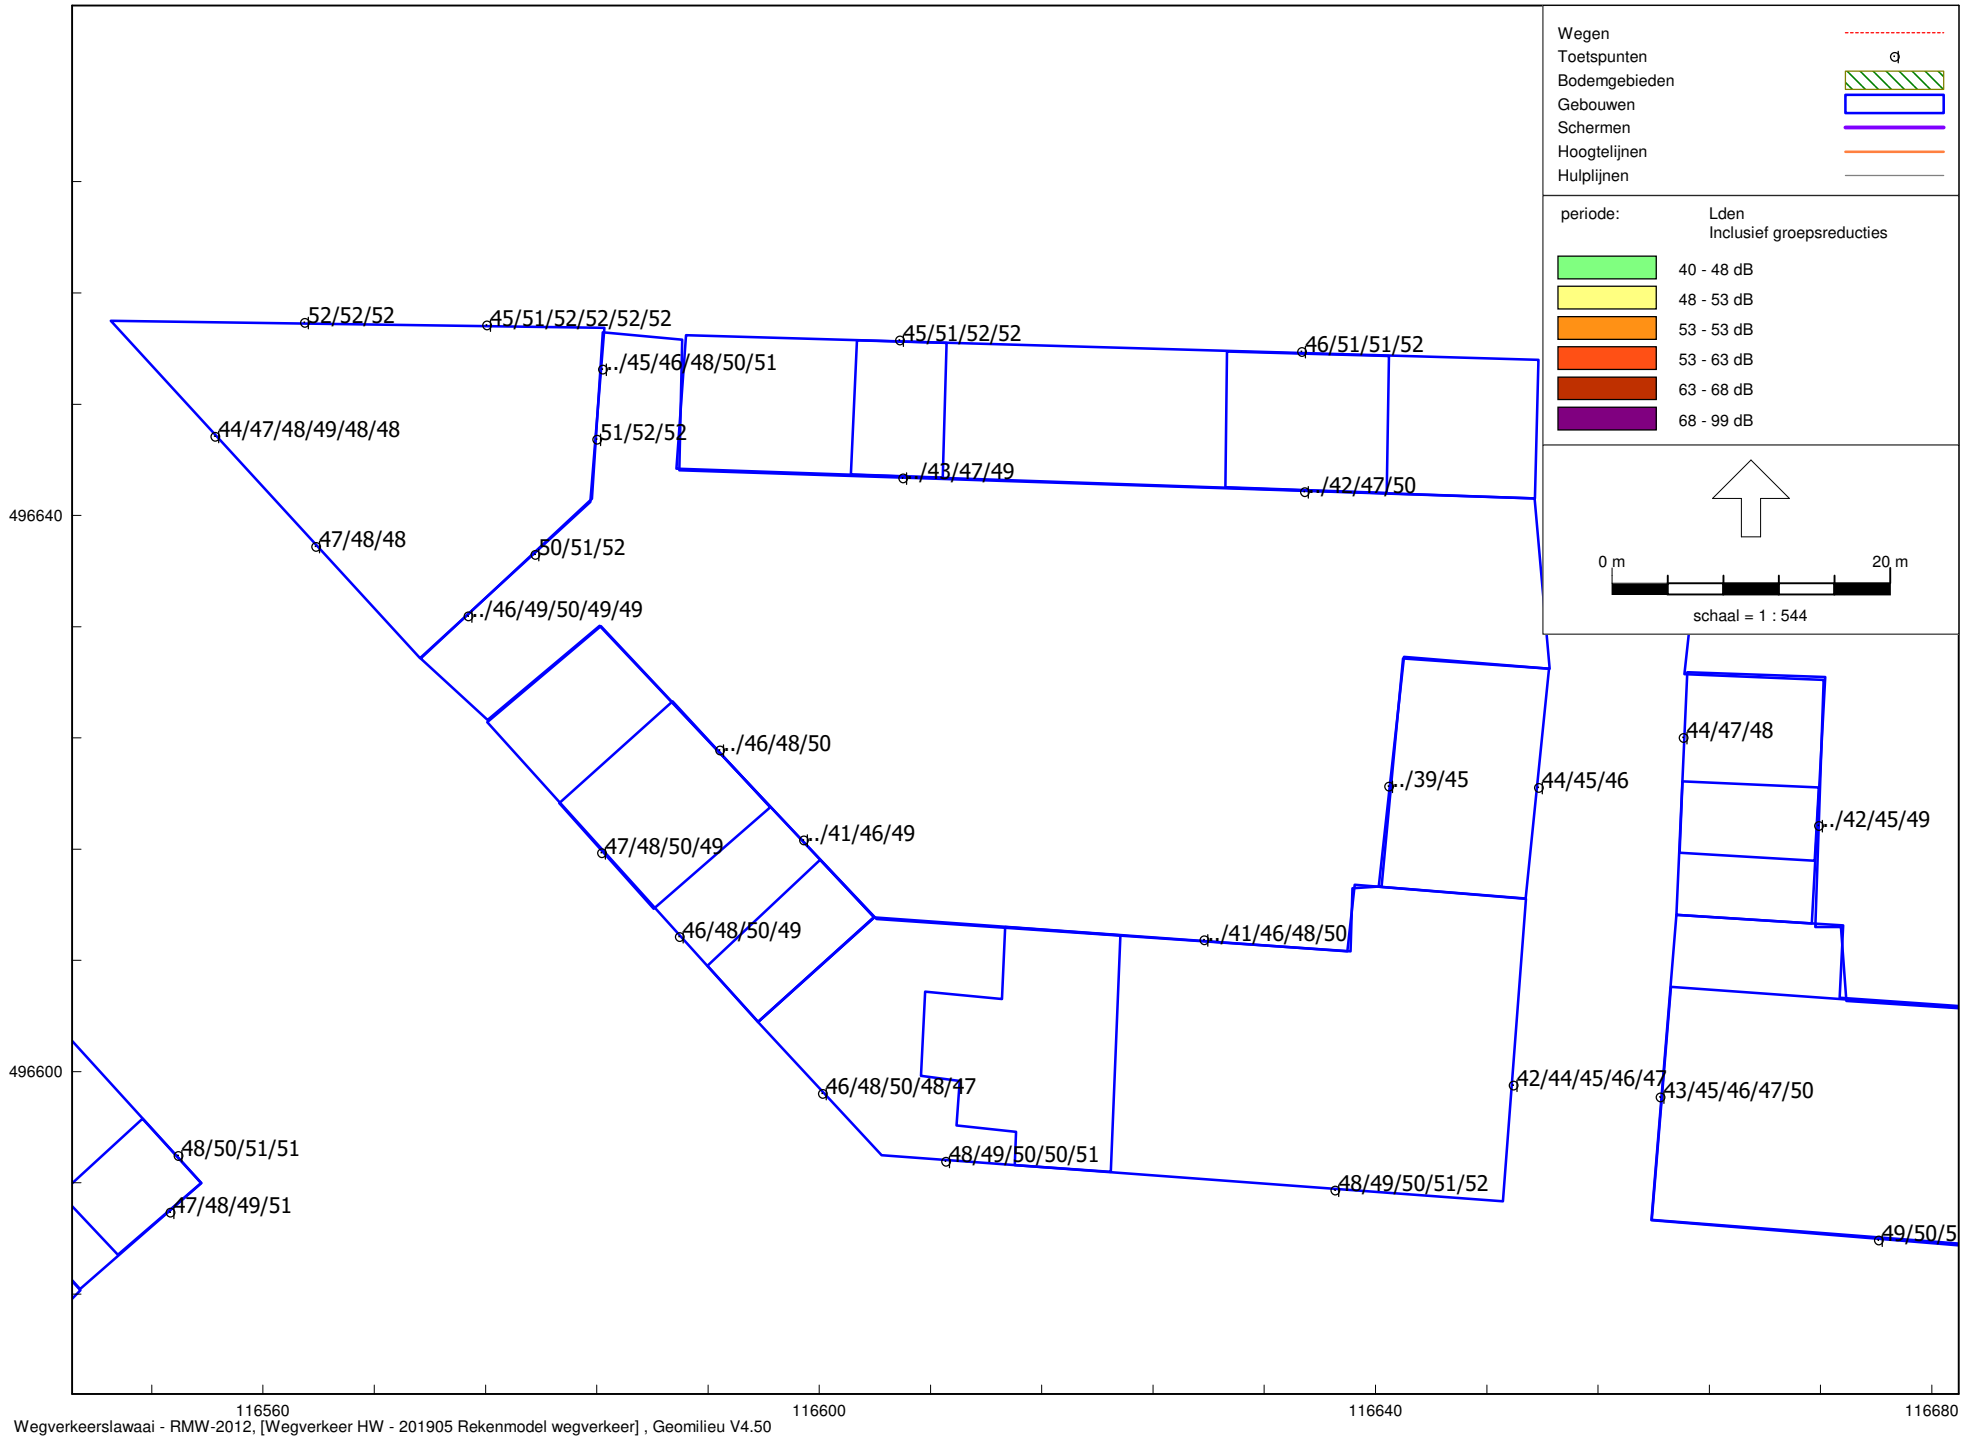 Wegen
Toetspunten
Bodemgebieden
Gebouwen
Schermen
Hoogtelijnen
Hulplijnen
periode: Lden
Inclusief groepsreducties
40 - 48 dB
48 - 53 dB
53 - 53 dB
53 - 63 dB
63 - 68 dB
68 - 99 dB
0 m 20 m
schaal = 1 : 544
52/52/52
45/51/52/52/52/52
45/51/52/52
46/51/51/52
../45/46/48/50/51
44/47/48/49/48/48
51/52/52
../43/47/49
../42/47/50
496640
47/48/48
50/51/52
../46/49/50/49/49
../46/48/50
44/47/48
../39/45
44/45/46
../42/45/49
../41/46/49
47/48/50/49
46/48/50/49
../41/46/48/50
496600
46/48/50/48/47
42/44/45/46/47
43/45/46/47/50
48/50/51/51
48/49/50/50/51
48/49/50/51/52
47/48/49/51
49/50/5
116560
116600
116640
116680
Wegverkeerslawaai - RMW-2012, [Wegverkeer HW - 201905 Rekenmodel wegverkeer] , Geomilieu V4.50